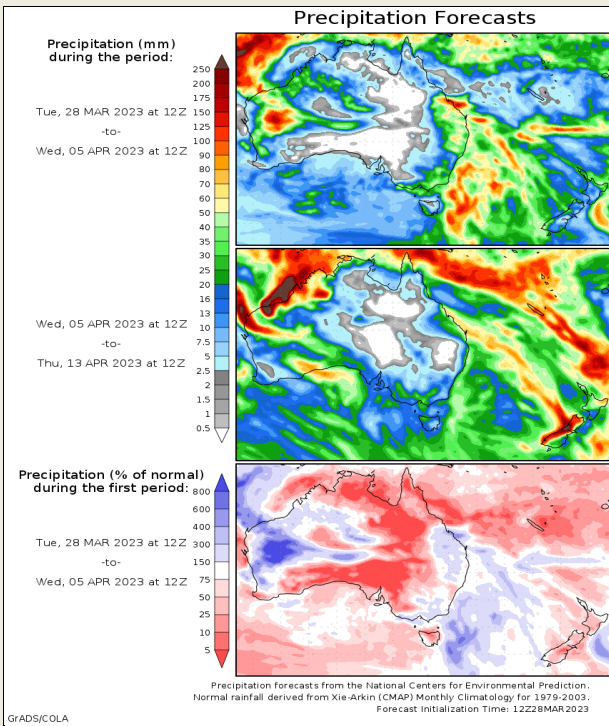 Precipitation Forecasts
Precipitation (mm)
during the period:
Tue, 28 MAR 2023 at 12Z
-to-
Wed, 05 APR 2023 at 12Z
250
200
175
150
125
100
90
80
70
60
50
40
35
30
25
20
16
13
10
7.5
5
2.5
2
1.5
1
0.5
Wed, 05 APR 2023 at 12Z
-to-
Thu, 13 APR 2023 at 12Z
Precipitation (% of normal)
during the first period:
Tue, 28 MAR 2023 at 12Z
-to-
Wed, 05 APR 2023 at 12Z
800
600
400
300
150
75
50
25
10
5
Precipitation forecasts from the National Centers for Environmental Prediction.
Normal rainfall derived from Xie-Arkin (CMAP) Monthly Climatology for 1979-2003.
Forecast Initialization Time: 12Z28MAR2023
GrADS/COLA